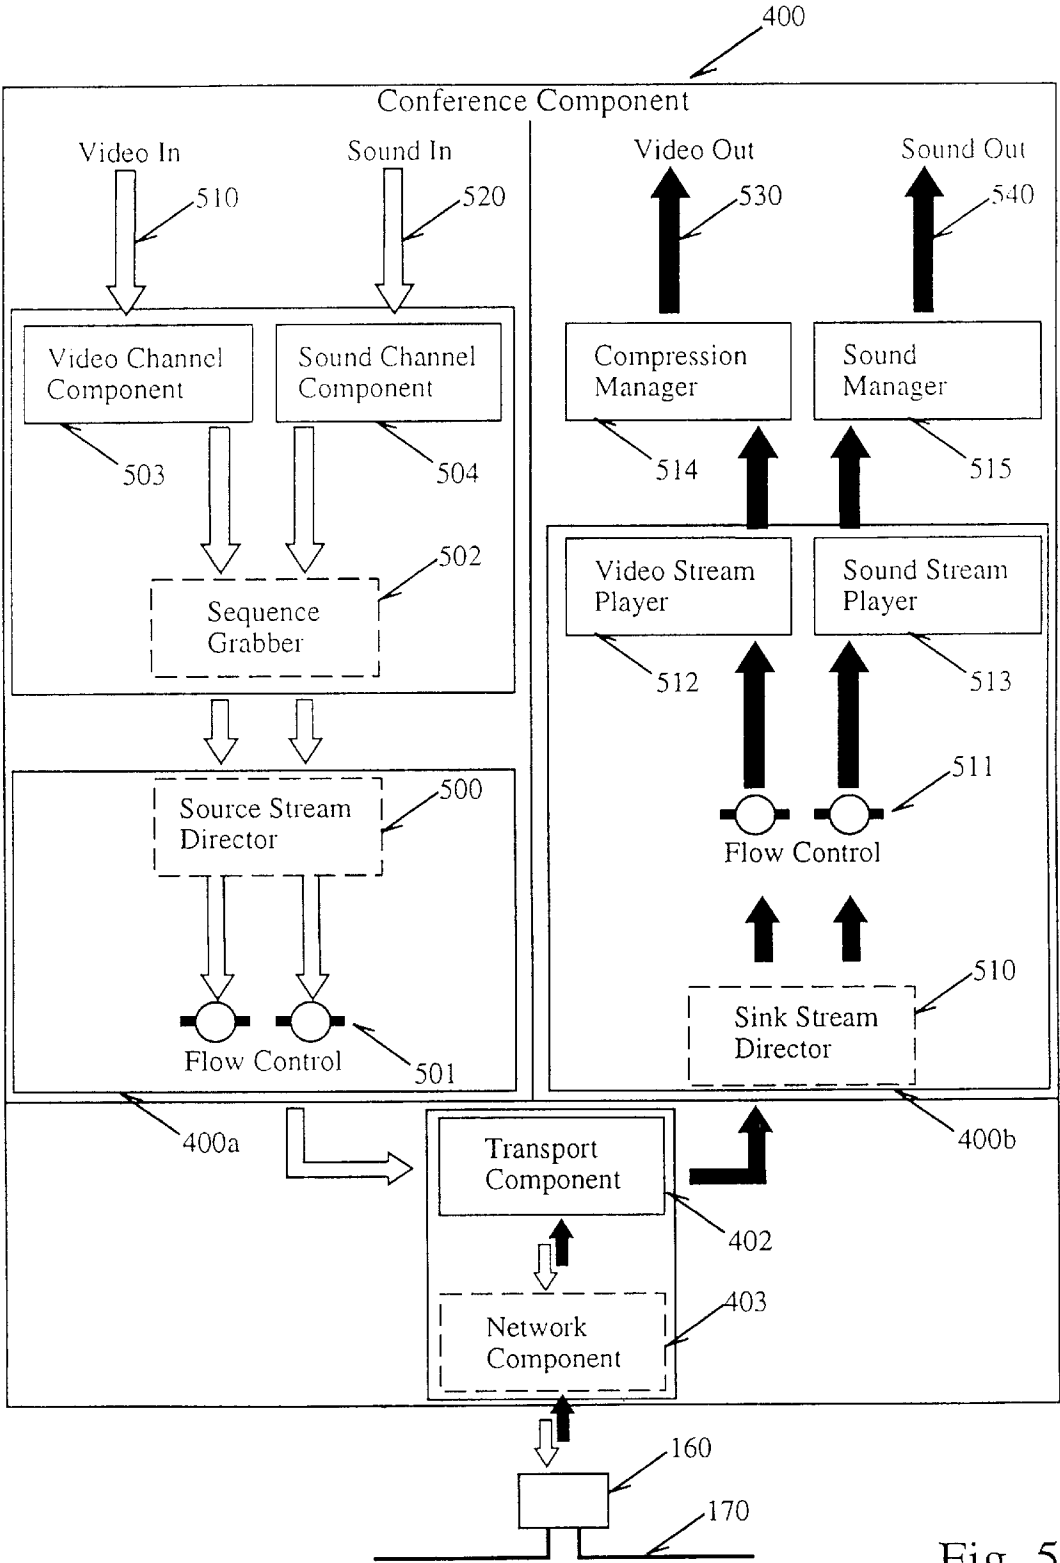 400
Conference Component
Video In
Sound In
Video Out
Sound Out
510
520
530
540
Video Channel
Component
Sound Channel
Component
Compression
Manager
Sound
Manager
503
504
514
515
502
Sequence
Grabber
Video Stream
Player
Sound Stream
Player
512
513
500
Source Stream
Director
511
Flow Control
510
Sink Stream
Director
Flow Control
501
400a
400b
Transport
Component
402
403
Network
Component
160
170
Fig. 5